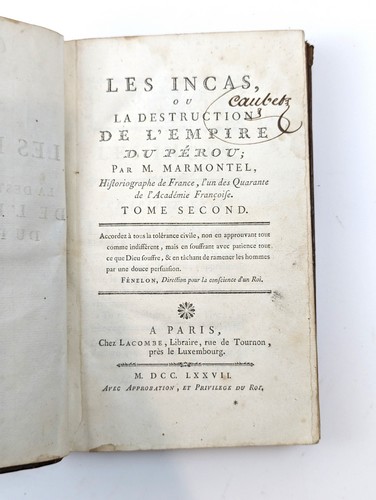 LES INCAS,
OU
LA DESTRUCTION
DE L'EMPIRE
DU PÉROU;
PAR M. MARMONTEL,
Historiographe de France, l'un des Quarante
de l'Académie Françoise.
TOME SECOND.
Accordez à tous la tolérance civile, non en approuvant tout
comme indifférent, mais en souffrant avec patience tout
ce que Dieu souffre, & en tâchant de ramener les hommes
par une douce persuasion.
FÉNELON, Direction pour la conscience d'un Roi.
A PARIS,
Chez LACOMBE, Libraire, rue de Tournon,
près le Luxembourg.
M. DCC. LXXVII.
AVEC APPROBATION, ET PRIVILEGE DU ROI,